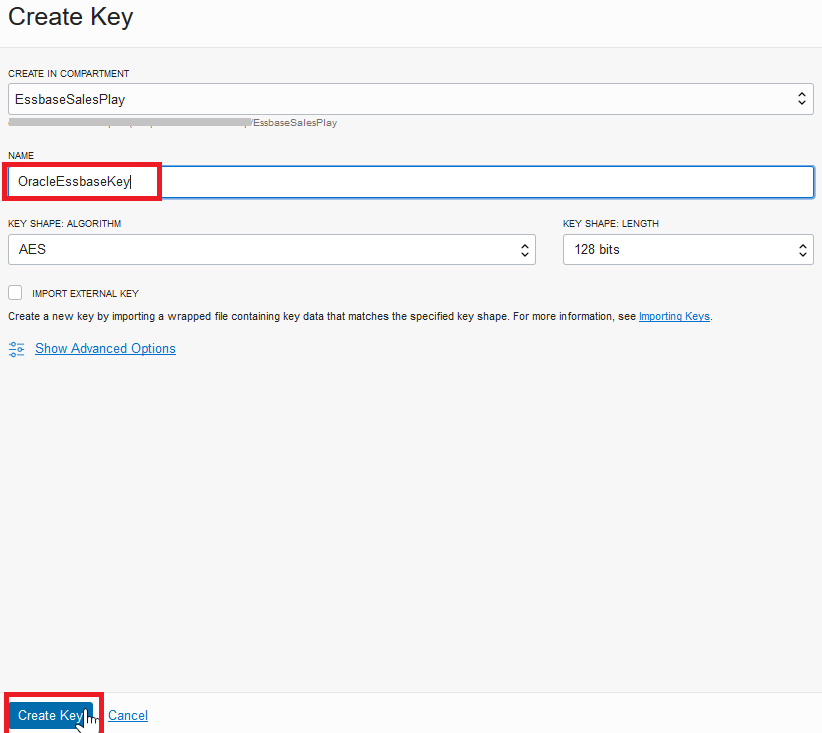 Create Key
CREATE IN COMPARTMENT
EssbaseSalesPlay
/EssbaseSalesPlay
NAME
OracleEssbaseKey
KEY SHAPE: ALGORITHM
KEY SHAPE: LENGTH
AES
128 bits
IMPORT EXTERNAL KEY
Create a new key by importing a wrapped file containing key data that matches the specified key shape. For more information, see Importing Keys.
Show Advanced Options
Create Key
Cancel